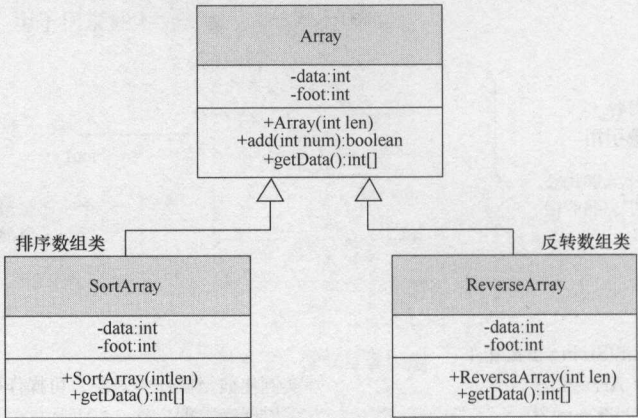 Array
-data:int
-foot:int
+Array(int len)
+add(int num):boolean
+getData():int[]
排序数组类
反转数组类
SortArray
-data:int
-foot:int
+SortArray(intlen)
+getData():int[]
ReverseArray
-data:int
-foot:int
+ReversaArray(int len)
+getData():int[]